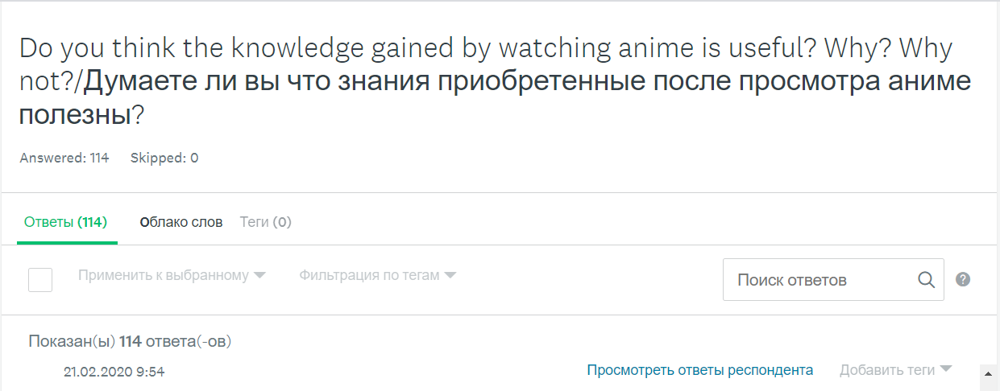 Do you think the knowledge gained by watching anime is useful? Why? Why
not?/Думаете ли вы что знания приобретенные после просмотра аниме
полезны?
Answered: 114 Skipped: 0
Ответы (114) Облако слов Теги (0)
Применить к выбранному Фильтрация по тегам Поиск ответов ?
Показан(ы) 114 ответа(-ов)
21.02.2020 9:54 Просмотреть ответы респондента Добавить теги